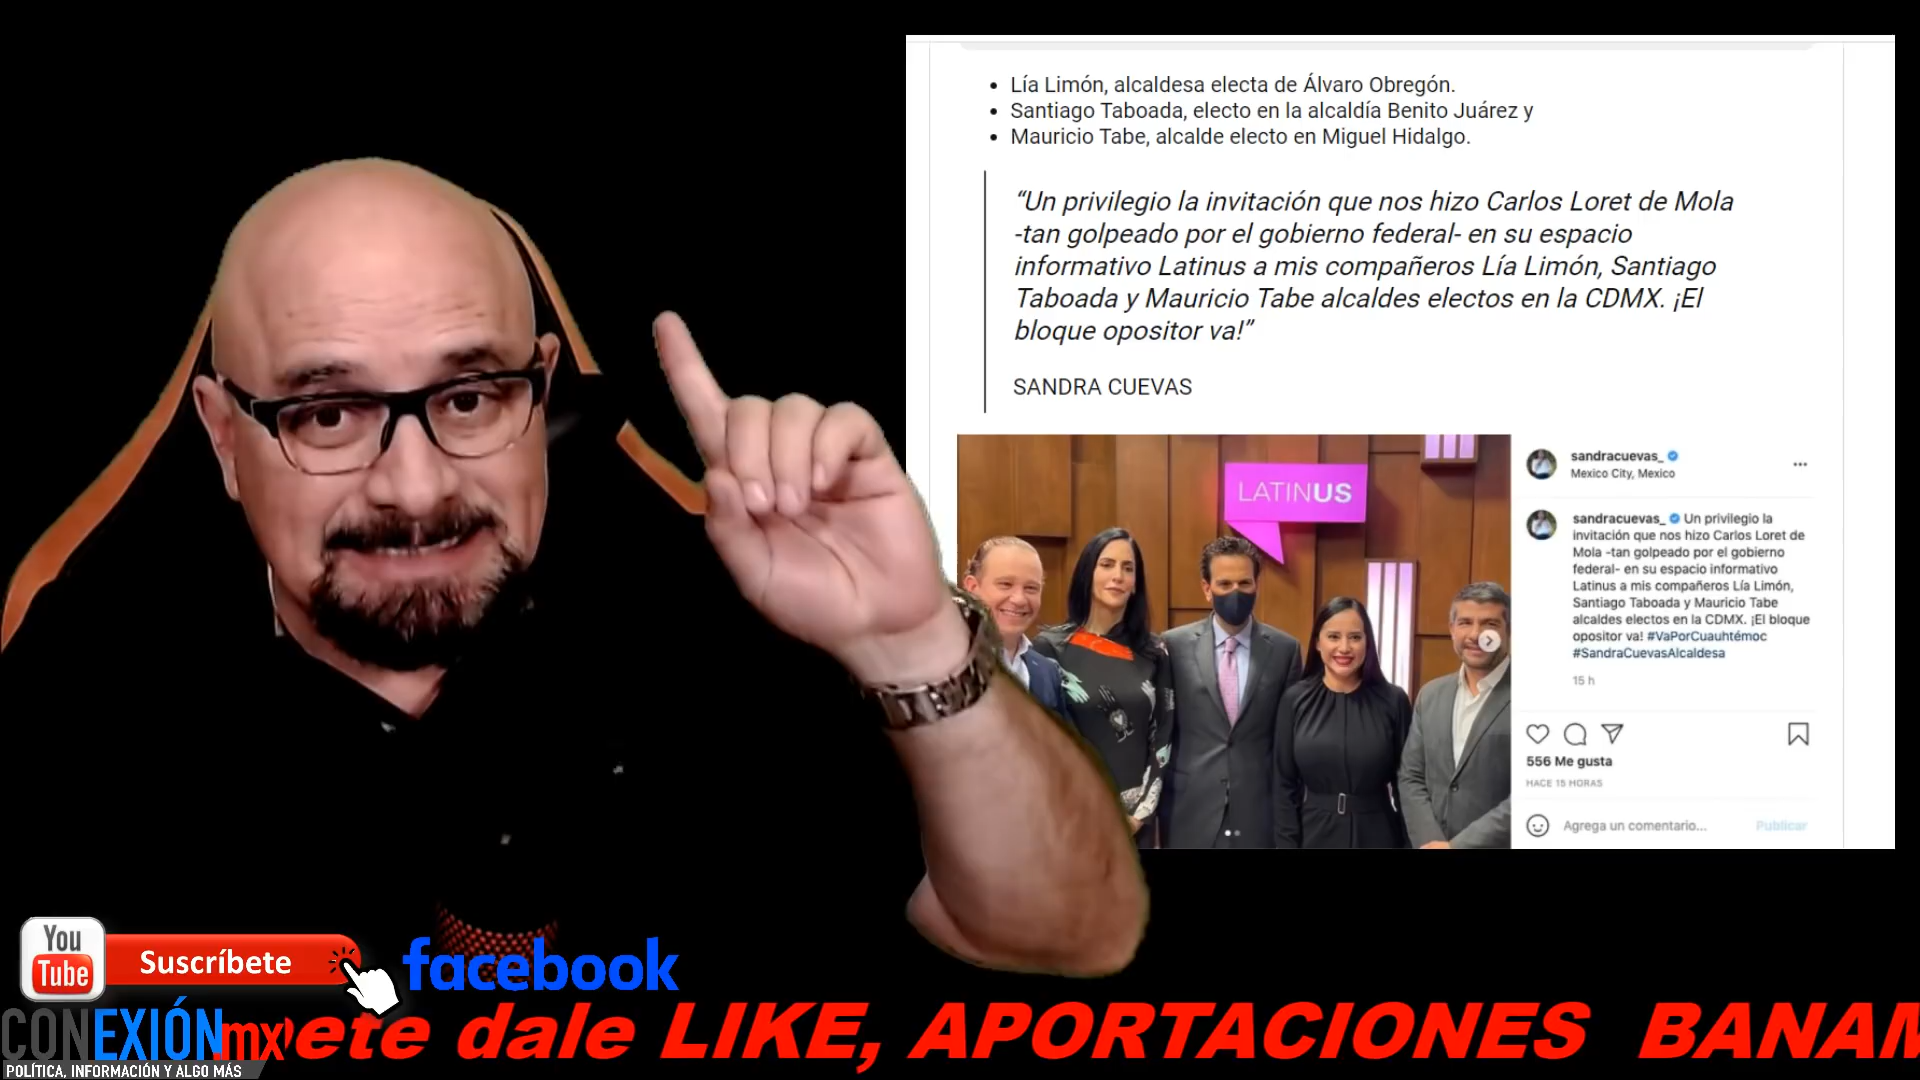 Lía Limón, alcaldesa electa de Álvaro Obregón.
Santiago Taboada, electo en la alcaldía Benito Juárez y
Mauricio Tabe, alcalde electo en Miguel Hidalgo.
“Un privilegio la invitación que nos hizo Carlos Loret de Mola
-tan golpeado por el gobierno federal- en su espacio
informativo Latinus a mis compañeros Lía Limón, Santiago
Taboada y Mauricio Tabe alcaldes electos en la CDMX. ¡El
bloque opositor va!”
SANDRA CUEVAS
LATINUS
sandracuevas_
Mexico City, Mexico
sandracuevas_ Un privilegio la
invitación que nos hizo Carlos Loret de
Mola -tan golpeado por el gobierno
federal- en su espacio informativo
Latinus a mis compañeros Lía Limón,
Santiago Taboada y Mauricio Tabe
alcaldes electos en la CDMX. ¡El bloque
opositor va! #VaPorCuauhtémoc
#SandraCuevasAlcaldesa
15 h
556 Me gusta
HACE 15 HORAS
Agrega un comentario...
Publicar
You
Tube
Suscríbete
facebook
ete dale LIKE, APORTACIONES BANAM
CONEXIÓN mx
POLÍTICA, INFORMACIÓN Y ALGO MÁS